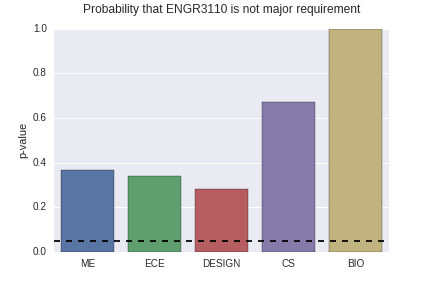 Probability that ENGR3110 is not major requirement
p-value
1.0
0.8
0.6
0.4
0.2
0.0
ME ECE DESIGN CS BIO